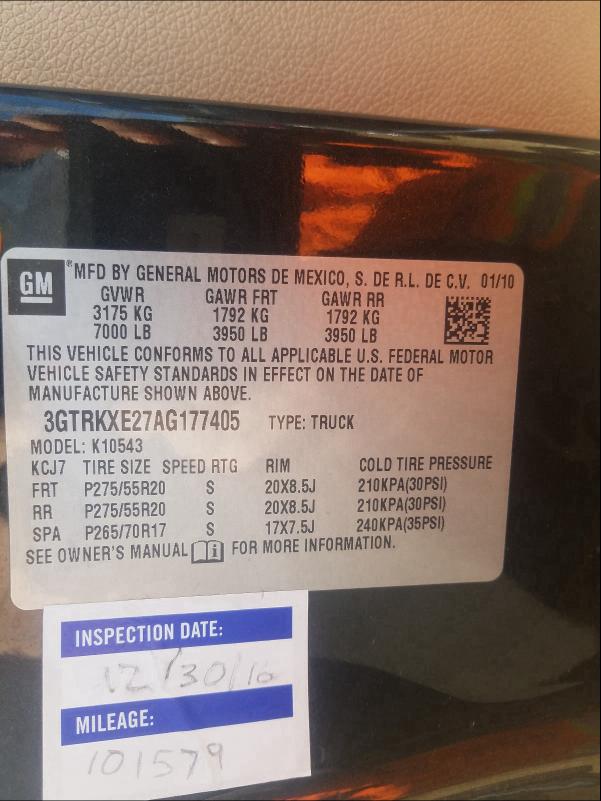 GM
®MFD BY GENERAL MOTORS DE MEXICO, S. DE R.L. DE C.V. 01/10
GVWR GAWR FRT GAWR RR
3175 KG 1792 KG 1792 KG
7000 LB 3950 LB 3950 LB
THIS VEHICLE CONFORMS TO ALL APPLICABLE U.S. FEDERAL MOTOR
VEHICLE SAFETY STANDARDS IN EFFECT ON THE DATE OF
MANUFACTURE SHOWN ABOVE.
3GTRKXE27AG177405 TYPE: TRUCK
MODEL: K10543
KCJ7 TIRE SIZE SPEED RTG RIM COLD TIRE PRESSURE
FRT P275/55R20 S 20X8.5J 210KPA(30PSI)
RR P275/55R20 S 20X8.5J 210KPA(30PSI)
SPA P265/70R17 S 17X7.5J 240KPA(35PSI)
SEE OWNER'S MANUAL i FOR MORE INFORMATION.
INSPECTION DATE:
12/30/16
MILEAGE:
101579